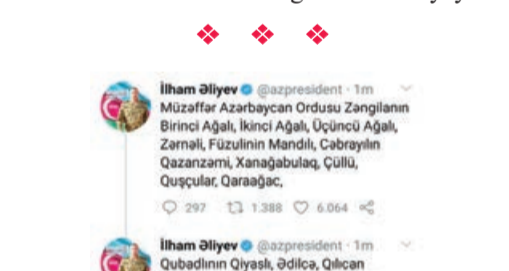 İlham Əliyev @azpresident · 1m
Müzəffər Azərbaycan Ordusu Zəngilanın
Birinci Ağalı, İkinci Ağalı, Üçüncü Ağalı,
Zərnəli, Füzulinin Mandılı, Cəbrayılın
Qazanzəmi, Xanağabulaq, Çüllü,
Quşçular, Qaraağac,
297 1.388 6.064
İlham Əliyev @azpresident · 1m
Qubadlının Qiyaslı, Ədilcə, Qılıcan